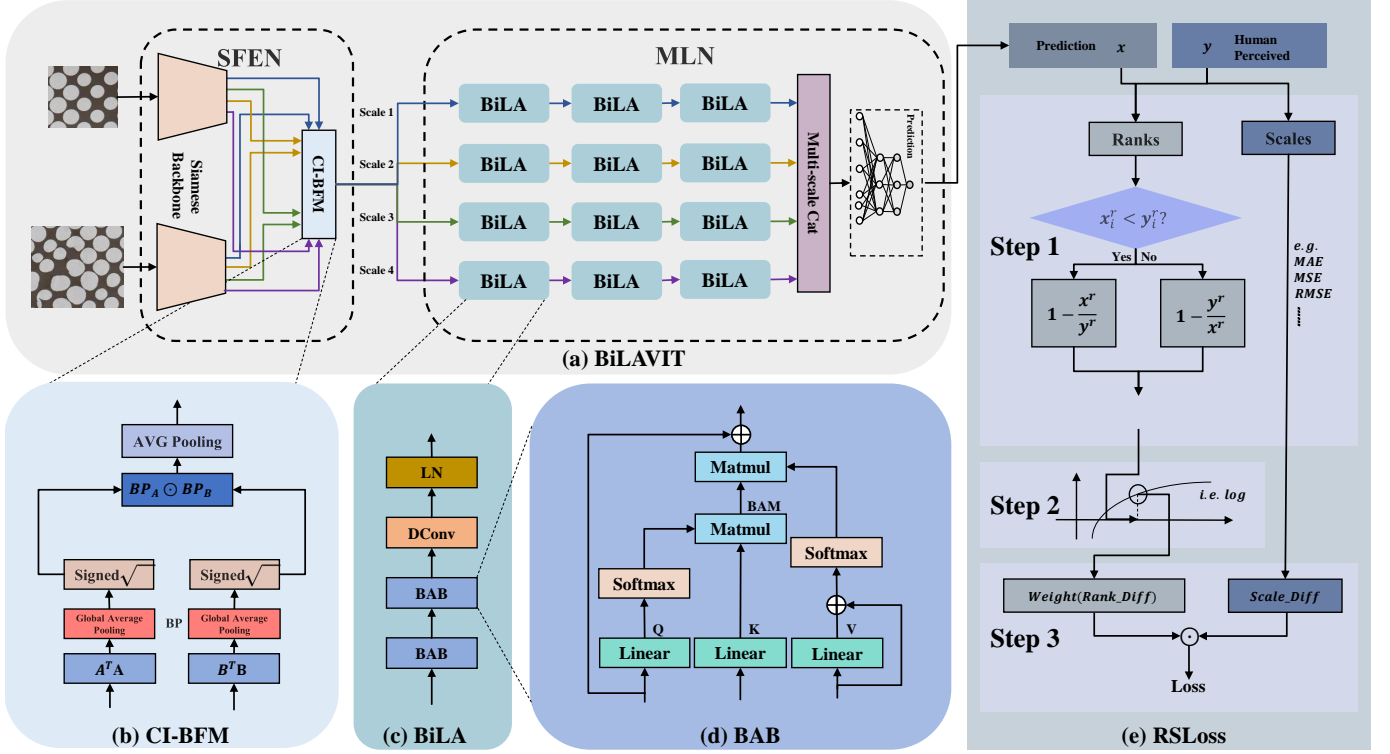 SFEN
Siamese
Backbone
CI-BFM
MLN
Scale 1
BiLA
BiLA
BiLA
Scale 2
BiLA
BiLA
BiLA
Scale 3
BiLA
BiLA
BiLA
Scale 4
BiLA
BiLA
BiLA
Multi-scale Cat
Prediction
(a) BiLAVIT
AVG Pooling
BP_A ⊙ BP_B
Signed√
Signed√
Global Average
Pooling
BP
Global Average
Pooling
A^T A
B^T B
(b) CI-BFM
LN
DConv
BAB
BAB
(c) BiLA
Matmul
BAM
Matmul
Softmax
Softmax
Q
K
V
Linear
Linear
Linear
(d) BAB
Prediction x
y Human
Perceived
Ranks
Scales
x_i^r < y_i^r?
Step 1
Yes
No
1 - x^r/y^r
1 - y^r/x^r
e.g.
MAE
MSE
RMSE
......
Step 2
i.e. log
Weight(Rank_Diff)
Scale_Diff
Step 3
Loss
(e) RSLoss